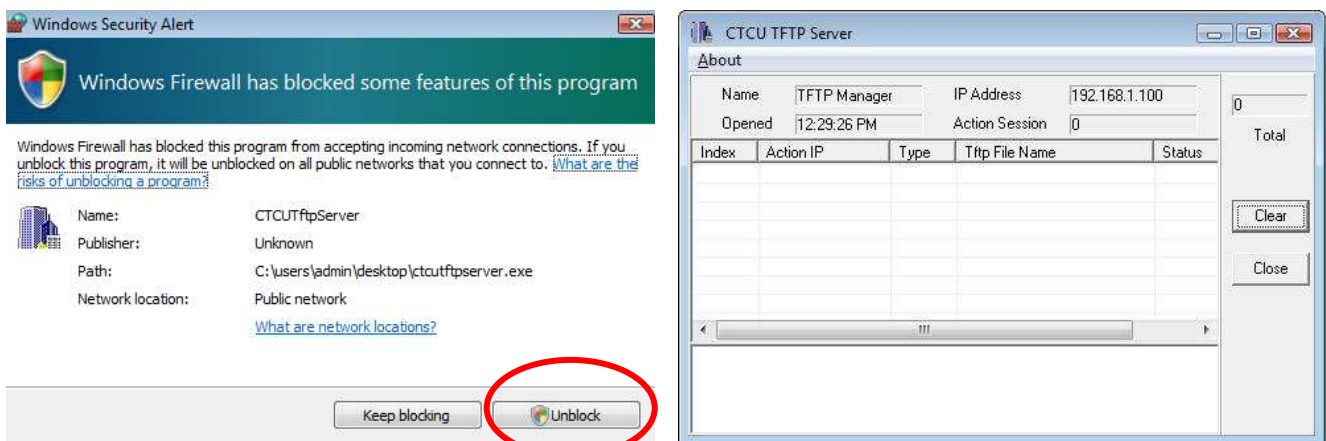 Windows Security Alert
Windows Firewall has blocked some features of this program
Windows Firewall has blocked this program from accepting incoming network connections. If you
unblock this program, it will be unblocked on all public networks that you connect to. What are the
risks of unblocking a program?
Name: CTCUTftpServer
Publisher: Unknown
Path: C:\users\admin\desktop\ctcutftpserver.exe
Network location: Public network
What are network locations?
Keep blocking Unblock
CTCU TFTP Server
About
Name TFTP Manager IP Address 192.168.1.100
Opened 12:29:26 PM Action Session 0
0
Total
Index Action IP Type Tftp File Name Status
Clear
Close